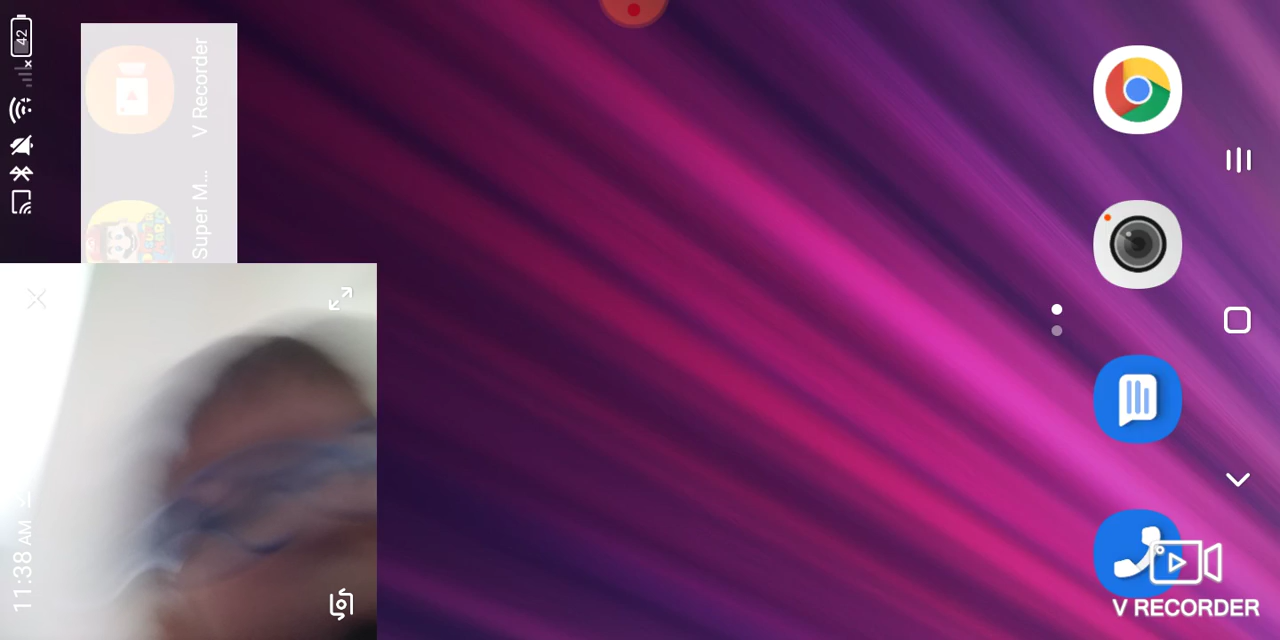 11:38 AM
42
V Recorder
Super M...
V RECORDER